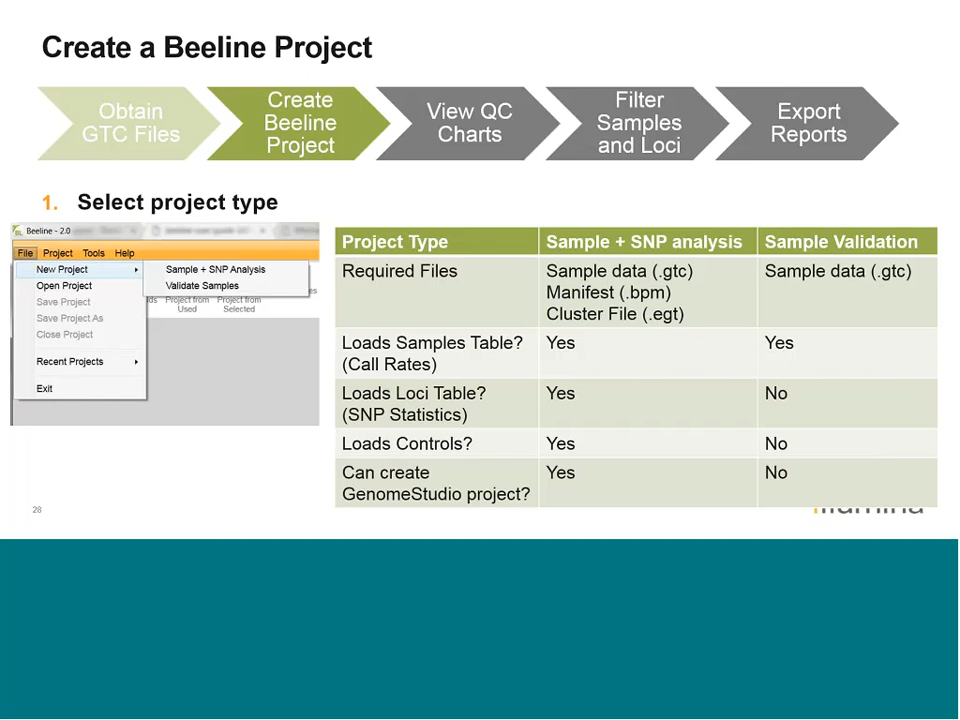 Create a Beeline Project
Obtain
GTC Files
Create
Beeline
Project
View QC
Charts
Filter
Samples
and Loci
Export
Reports
1. Select project type
Beeline - 2.0
File Project Tools Help
New Project
Open Project
Save Project
Save Project As
Close Project
Recent Projects
Exit
Sample + SNP Analysis
Validate Samples
Project from
Used
Project from
Selected
Project Type Sample + SNP analysis Sample Validation
Required Files Sample data (.gtc) Sample data (.gtc)
Manifest (.bpm)
Cluster File (.egt)
Loads Samples Table? Yes Yes
(Call Rates)
Loads Loci Table? Yes No
(SNP Statistics)
Loads Controls? Yes No
Can create Yes No
GenomeStudio project?
28